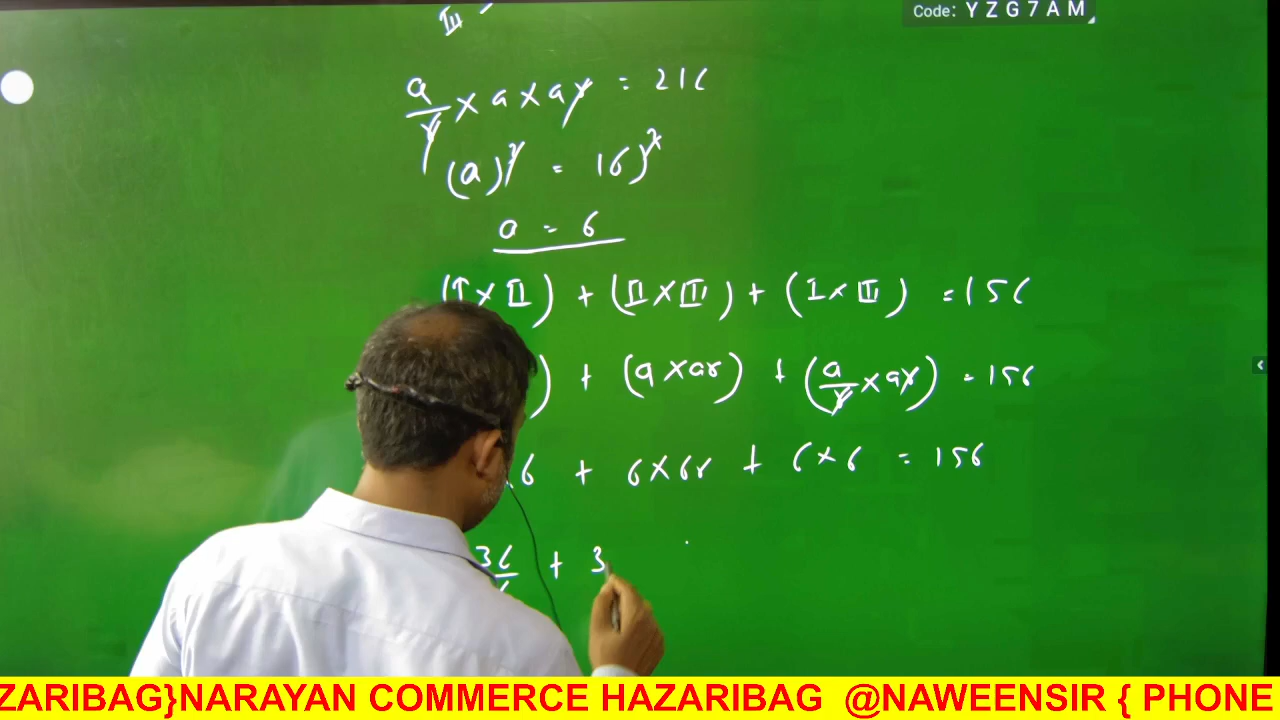 Code: YZG7AM
III -
a/r × a × ar = 216
(a)³ = (6)³
a = 6
(I × II) + (II × III) + (I × III) = 156
) + (a × ar) + (a/r × ar) = 156
6 + 6 × 6r + 6 × 6 = 156
36/ + 3
ZARIBAG}NARAYAN COMMERCE HAZARIBAG @NAWEENSIR { PHONE